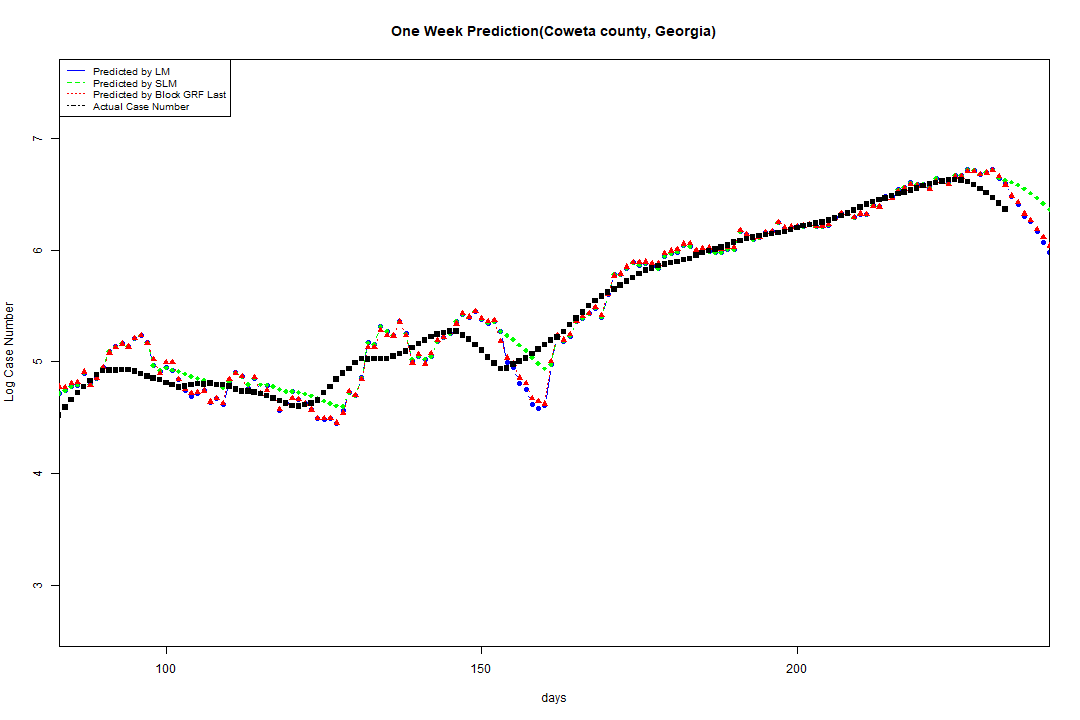 One Week Prediction(Coweta county, Georgia)
Predicted by LM
Predicted by SLM
Predicted by Block GRF Last
Actual Case Number
7
6
5
4
3
Log Case Number
100 150 200
days